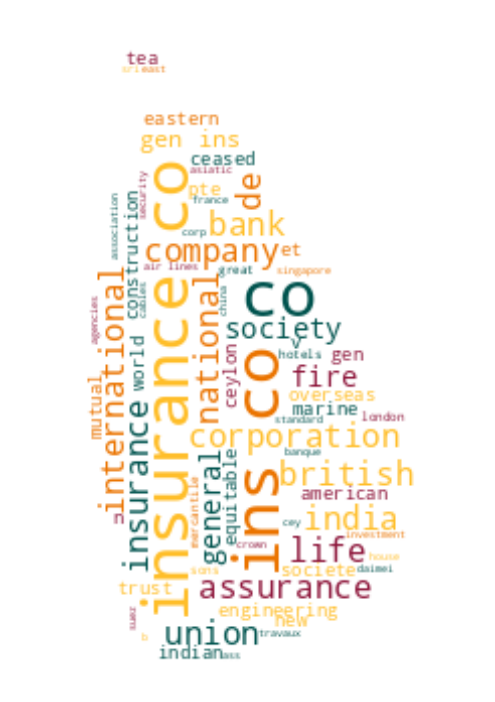 tea
sri east
eastern
gen ins
ceased
asiatic
security
pte
france
de
association
construction
insurance co
corp
bank
company et
air lines
great
singapore
international
cables
china
national
co
agencies
society
v
world
ceylon
hotels
gen
fire
mutual
overseas
marine
london
standard
ins co
corporation
insurance
general
equitable
banque
british
mercantile
american
cey
india
investment
crown
life
house
sons
societe
daimei
trust
assurance
suez
engineering
new
b
union
travaux
indian
ass